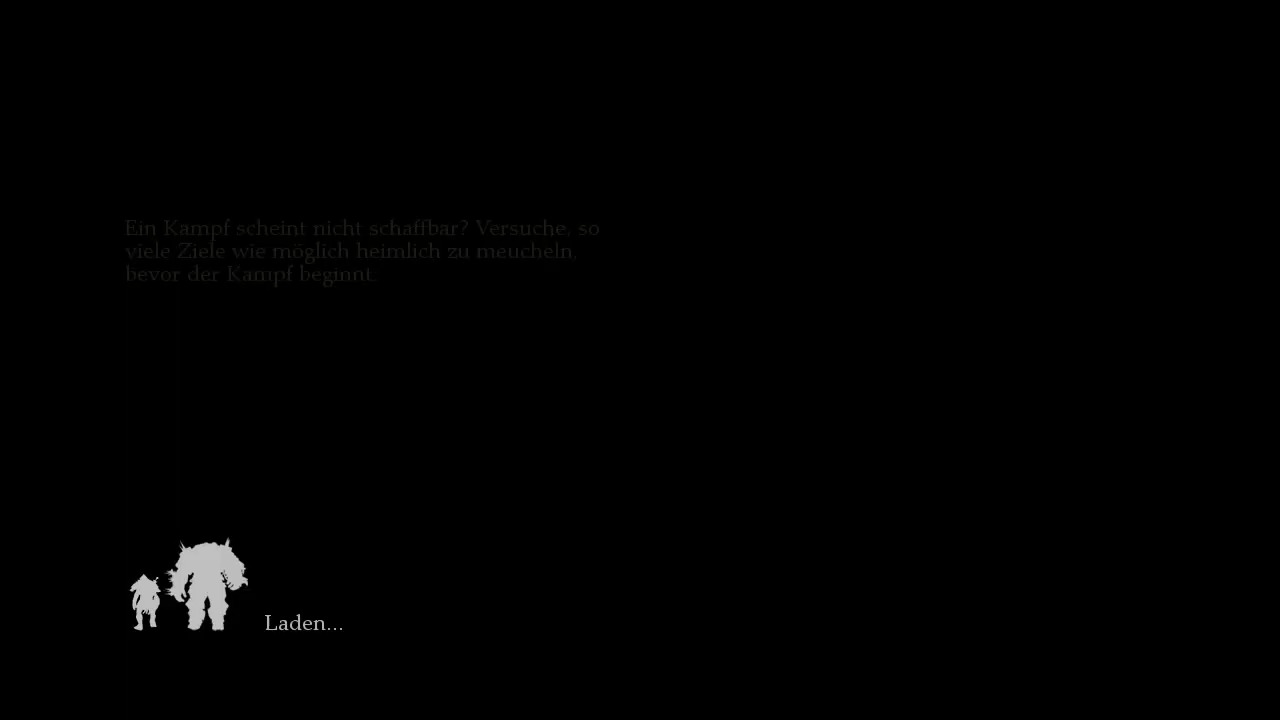 Ein Kampf scheint nicht schaffbar? Versuche, so
viele Ziele wie möglich heimlich zu meucheln,
bevor der Kampf beginnt.
Laden...